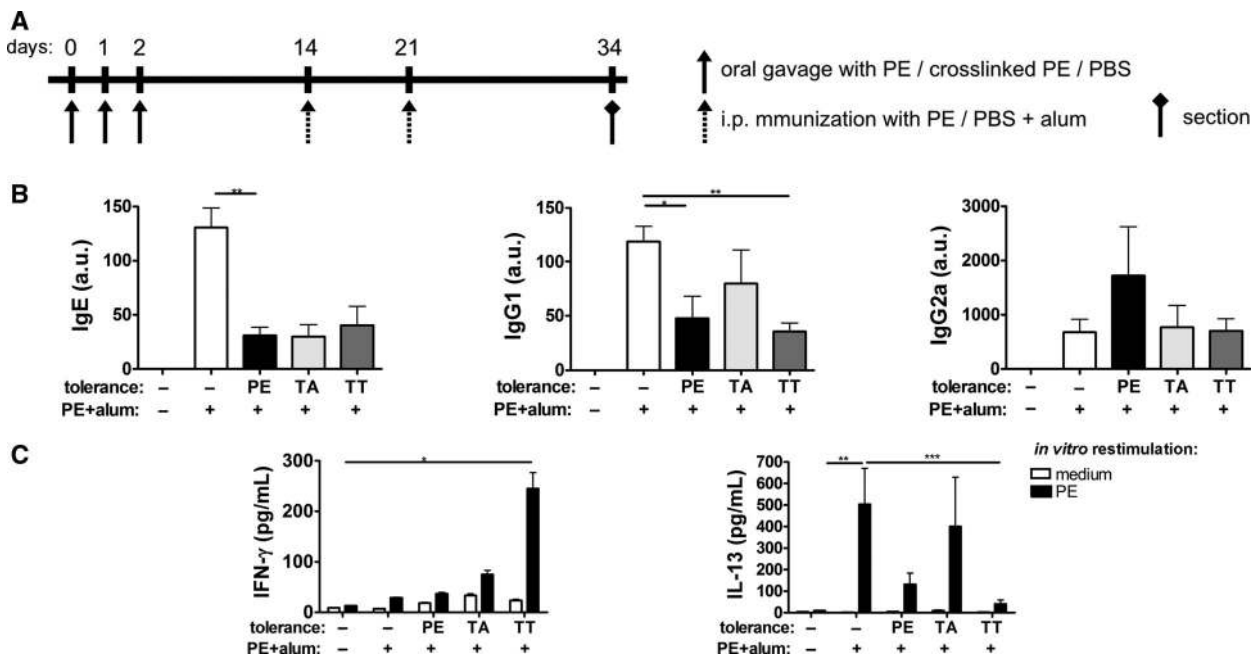 A
days: 0 1 2 14 21 34
oral gavage with PE / crosslinked PE / PBS
i.p. mmunization with PE / PBS + alum
section
B
**
150
100
50
0
IgE (a.u.)
tolerance: – – PE TA TT
PE+alum: – + + + +
**
*
150
100
50
0
IgG1 (a.u.)
tolerance: – – PE TA TT
PE+alum: – + + + +
3000
2000
1000
0
IgG2a (a.u.)
tolerance: – – PE TA TT
PE+alum: – + + + +
C
*
300
200
100
0
IFN-γ (pg/mL)
tolerance: – – PE TA TT
PE+alum: – + + + +
** ***
700
600
500
400
300
200
100
0
IL-13 (pg/mL)
tolerance: – – PE TA TT
PE+alum: – + + + +
in vitro restimulation:
medium
PE